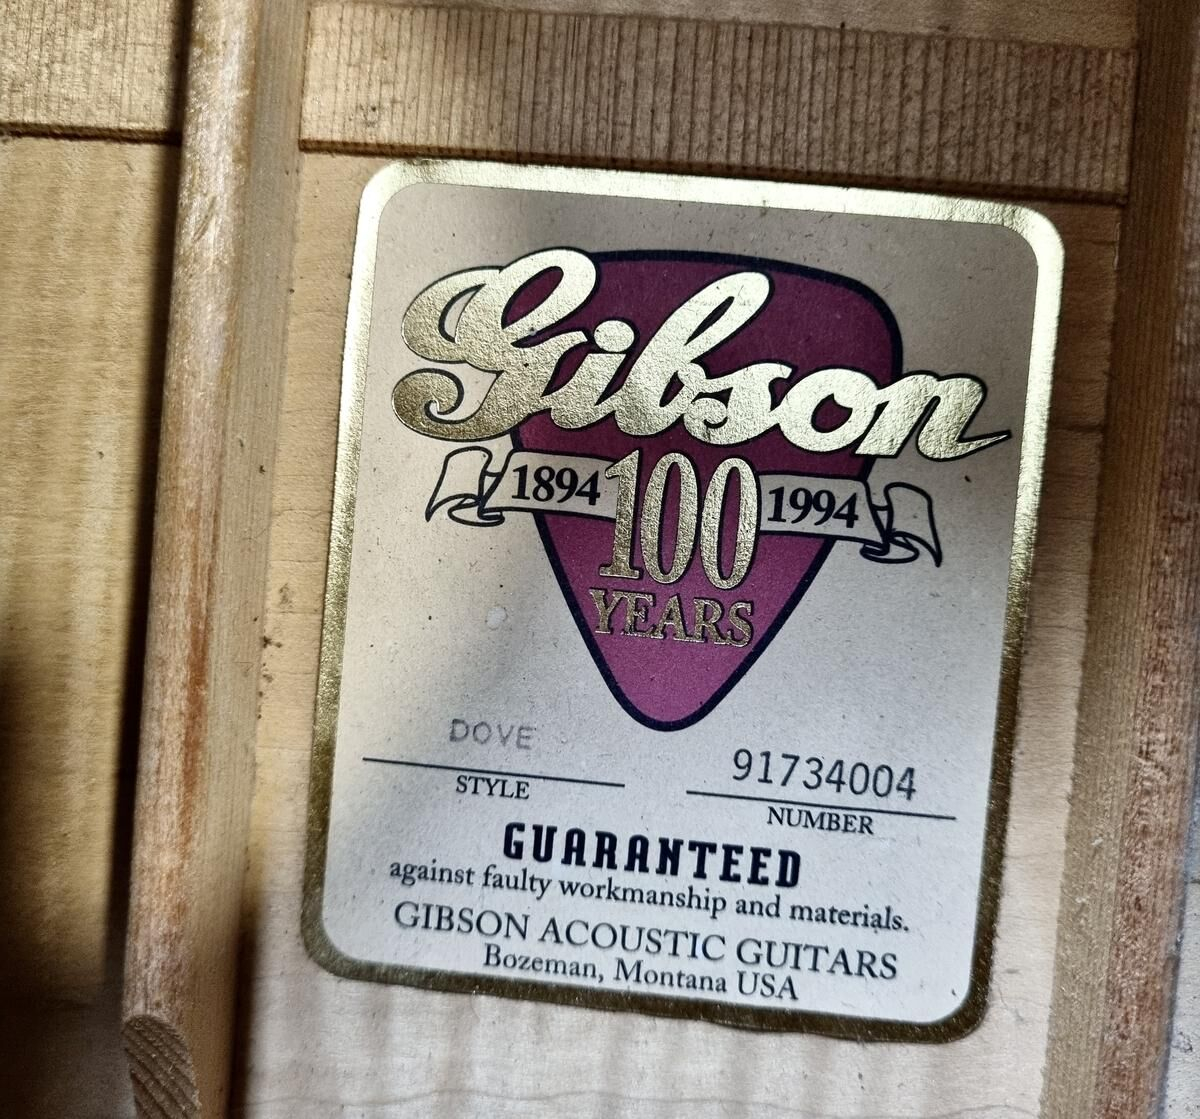 Gibson
1894 100 1994
YEARS
DOVE 91734004
STYLE NUMBER
GUARANTEED
against faulty workmanship and materials.
GIBSON ACOUSTIC GUITARS
Bozeman, Montana USA